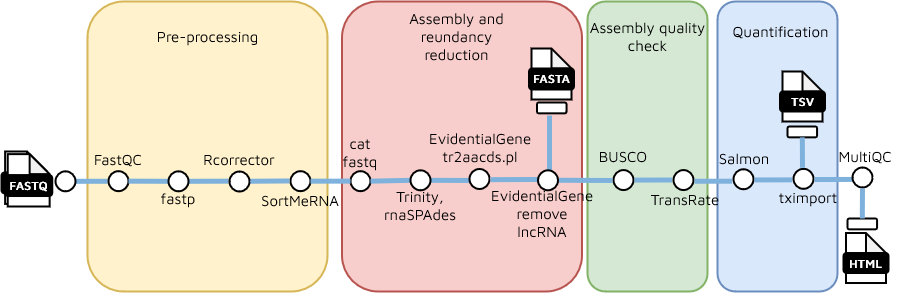 Pre-processing
Assembly and
reundancy
reduction
Assembly quality
check
Quantification
FASTQ
FastQC
fastp
Rcorrector
SortMeRNA
cat
fastq
Trinity,
rnaSPAdes
EvidentialGene
tr2aacds.pl
FASTA
EvidentialGene
remove
lncRNA
BUSCO
TransRate
Salmon
TSV
tximport
MultiQC
HTML